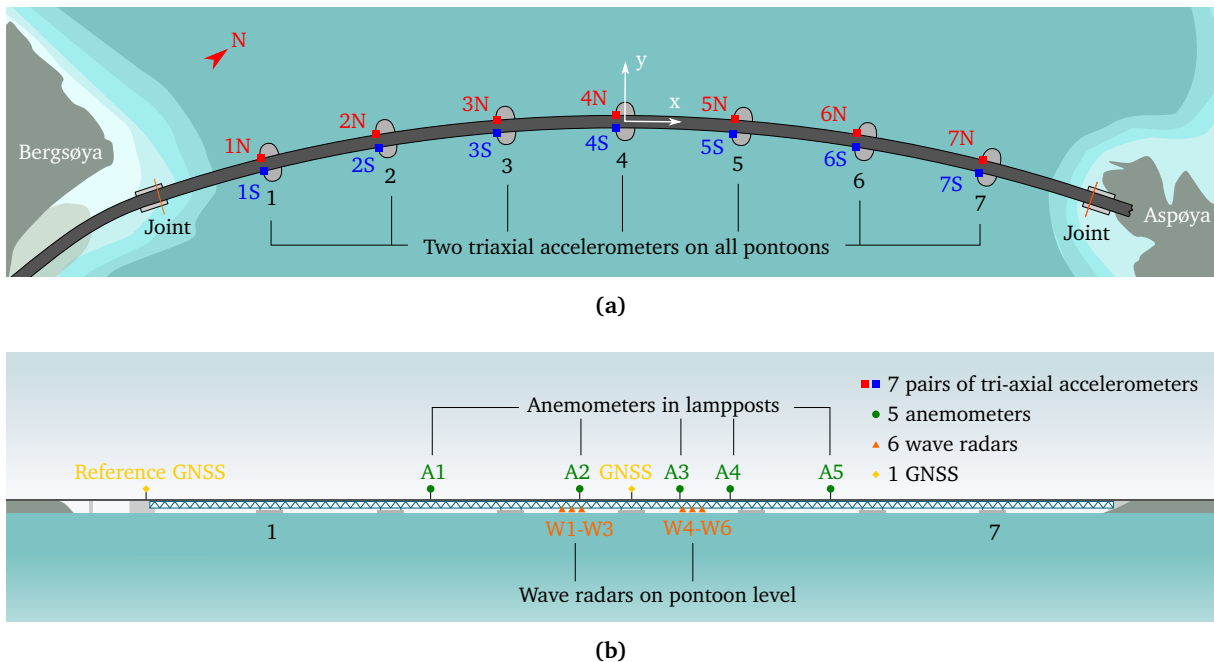 N
y
x
1N
2N
3N
4N
5N
6N
7N
1S
2S
3S
4S
5S
6S
7S
1
2
3
4
5
6
7
Bergsøya
Aspøya
Joint
Joint
Two triaxial accelerometers on all pontoons
(a)
7 pairs of tri-axial accelerometers
5 anemometers
6 wave radars
1 GNSS
Anemometers in lampposts
Reference GNSS
A1
A2
GNSS
A3
A4
A5
1
W1-W3
W4-W6
7
Wave radars on pontoon level
(b)